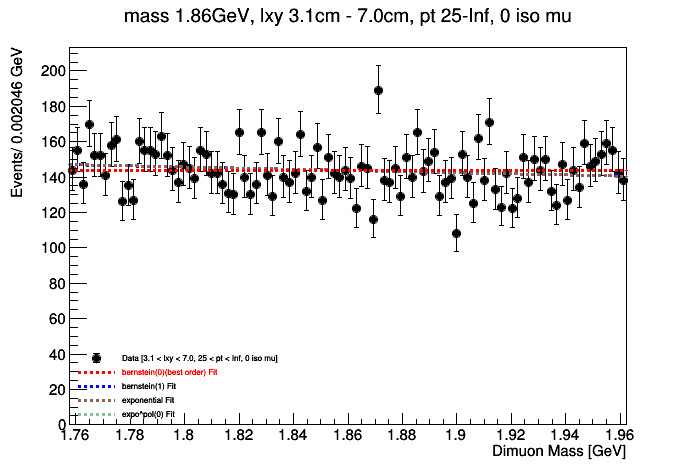 mass 1.86GeV, lxy 3.1cm - 7.0cm, pt 25-Inf, 0 iso mu
Events/ 0.002046 GeV
200
180
160
140
120
100
80
60
40
20
0
Data [3.1 < lxy < 7.0, 25 < pt < Inf, 0 iso mu]
bernstein(0)(best order) Fit
bernstein(1) Fit
exponential Fit
expo*pol(0) Fit
1.76 1.78 1.8 1.82 1.84 1.86 1.88 1.9 1.92 1.94 1.96
Dimuon Mass [GeV]